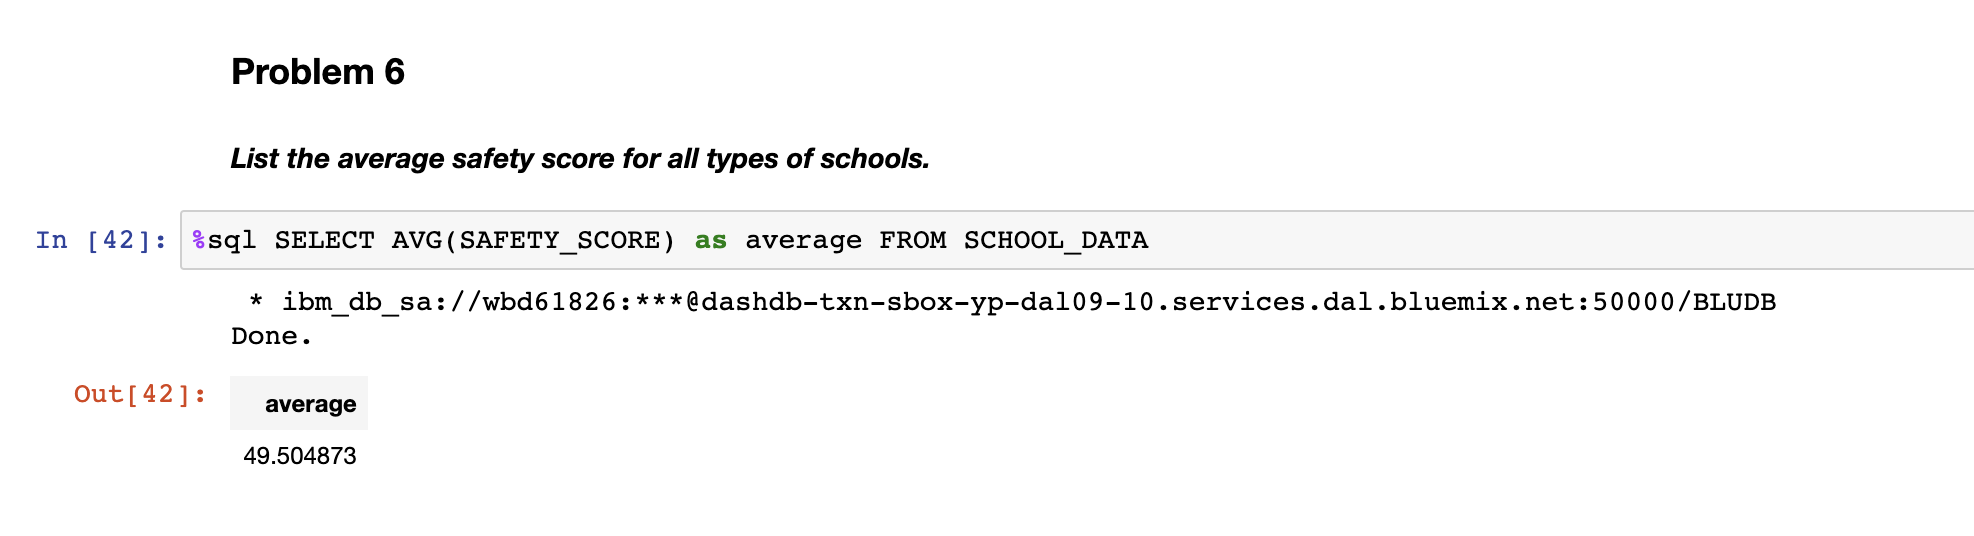 Problem 6
List the average safety score for all types of schools.
In [42]: %sql SELECT AVG(SAFETY_SCORE) as average FROM SCHOOL_DATA
* ibm_db_sa://wbd61826:***@dashdb-txn-sbox-yp-dal09-10.services.dal.bluemix.net:50000/BLUDB
Done.
Out[42]: average
49.504873